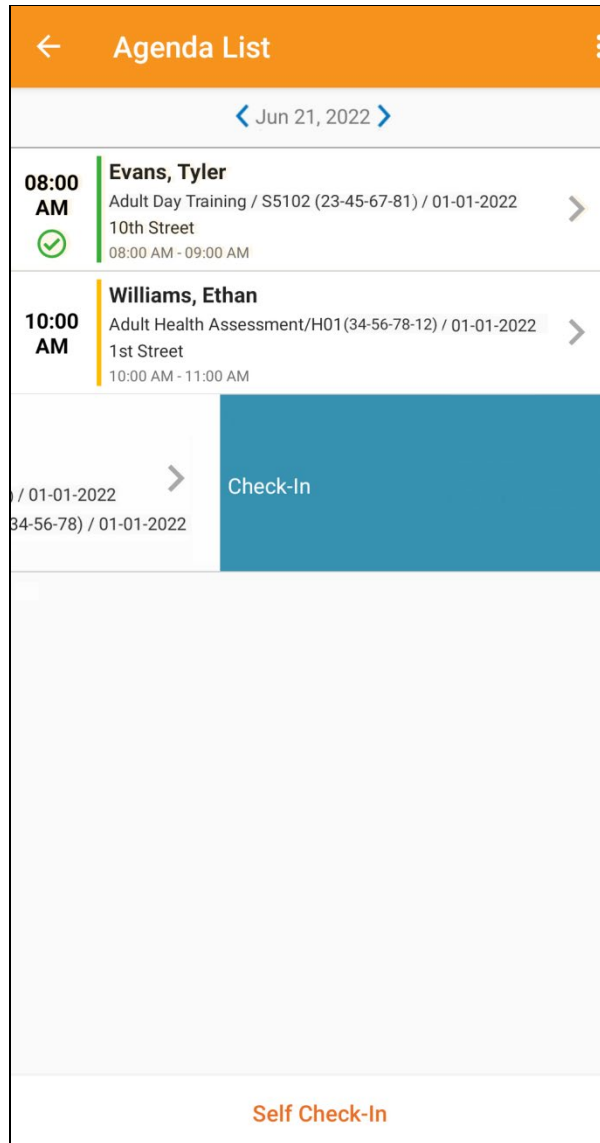 Agenda List
Jun 21, 2022
08:00
AM
Evans, Tyler
Adult Day Training / S5102 (23-45-67-81) / 01-01-2022
10th Street
08:00 AM - 09:00 AM
10:00
AM
Williams, Ethan
Adult Health Assessment/H01(34-56-78-12) / 01-01-2022
1st Street
10:00 AM - 11:00 AM
) / 01-01-2022
34-56-78) / 01-01-2022
Check-In
Self Check-In